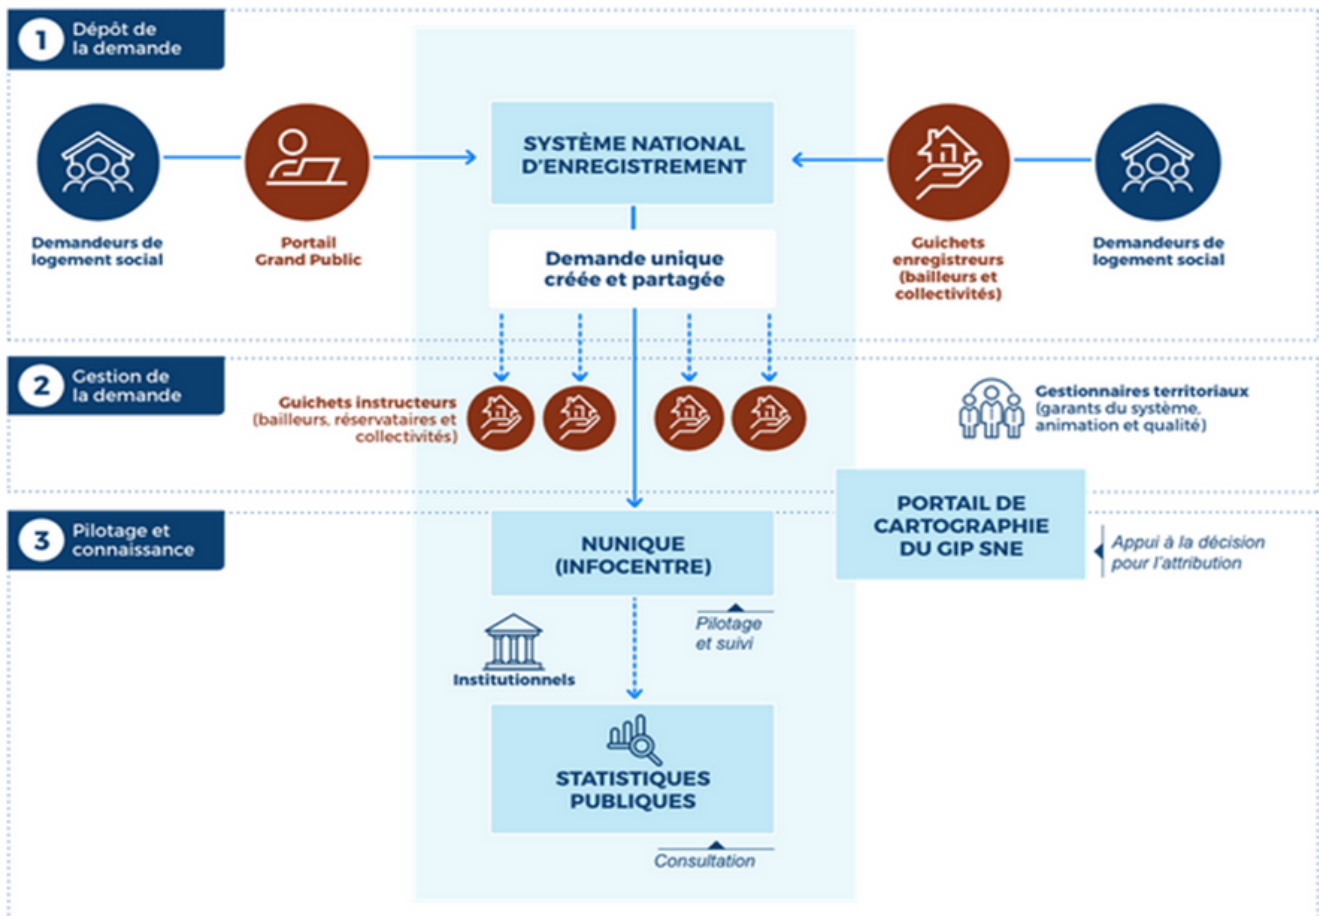 1
Dépôt de
la demande
SYSTÈME NATIONAL
D'ENREGISTREMENT
Demandeurs de
logement social
Portail
Grand Public
Demande unique
créée et partagée
Guichets
enregistreurs
(bailleurs et
collectivités)
Demandeurs de
logement social
2
Gestion de
la demande
Guichets instructeurs
(bailleurs, réservataires et
collectivités)
Gestionnaires territoriaux
(garants du système,
animation et qualité)
3
Pilotage et
connaissance
NUNIQUE
(INFOCENTRE)
PORTAIL DE
CARTOGRAPHIE
DU GIP SNE
Appui à la décision
pour l'attribution
Pilotage
et suivi
Institutionnels
STATISTIQUES
PUBLIQUES
Consultation